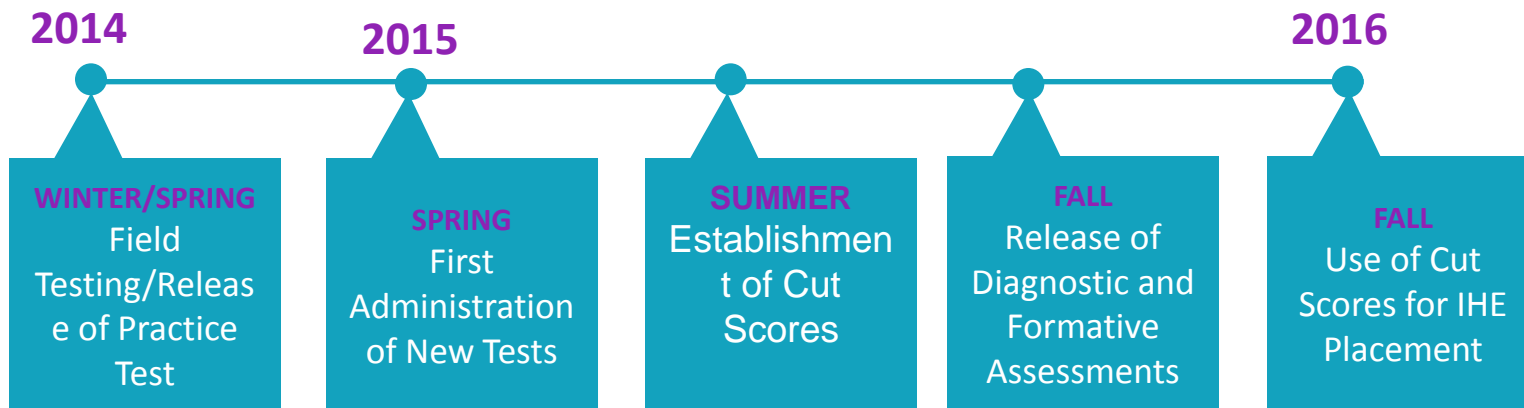 2014
2015
2016
WINTER/SPRING
Field
Testing/Releas
e of Practice
Test
SPRING
First
Administration
of New Tests
SUMMER
Establishmen
t of Cut
Scores
FALL
Release of
Diagnostic and
Formative
Assessments
FALL
Use of Cut
Scores for IHE
Placement